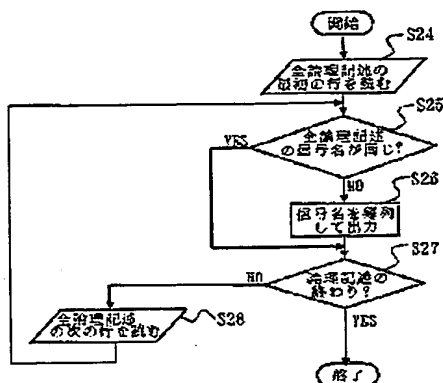 開始
S24
全論理記述の
最初の行を読む
S25
全論理記述
の信号名が同じ?
YES
NO
S26
信号名を羅列
して出力
S27
論理記述の
終わり?
NO
YES
全論理記述
の次の行を読む
S28
終了